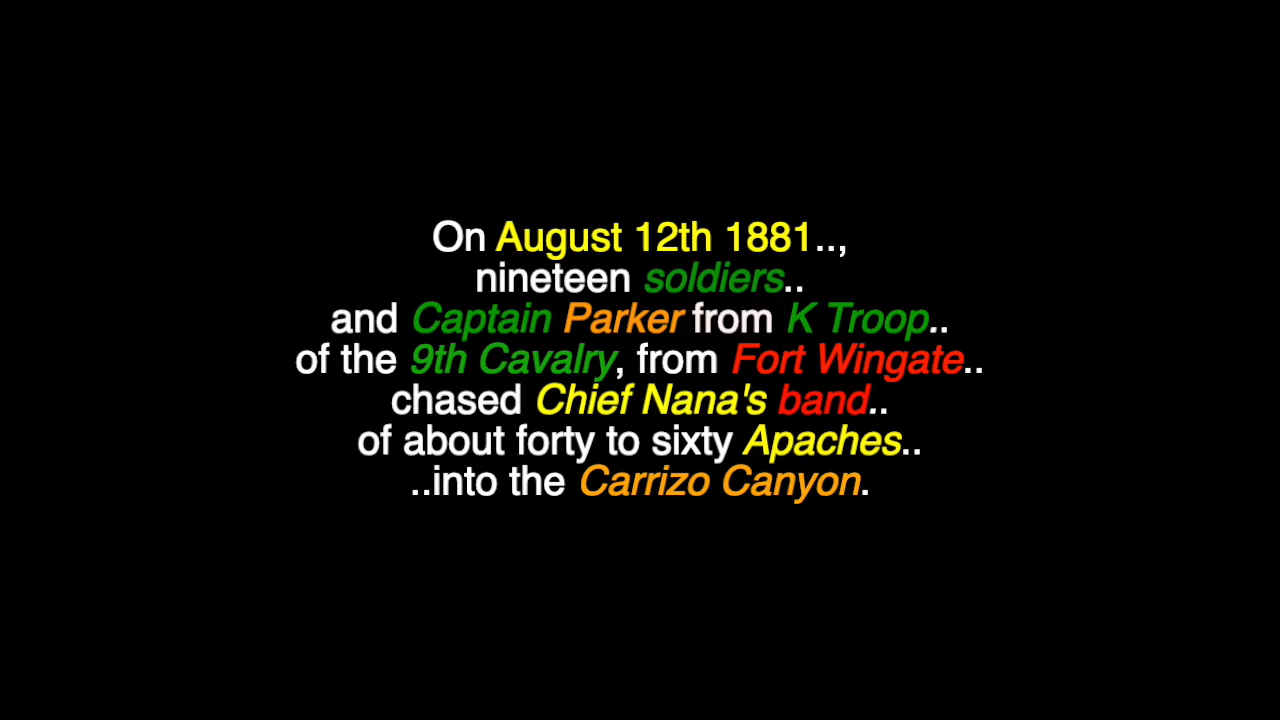 On August 12th 1881..,
nineteen soldiers..
and Captain Parker from K Troop..
of the 9th Cavalry, from Fort Wingate..
chased Chief Nana's band..
of about forty to sixty Apaches..
..into the Carrizo Canyon.